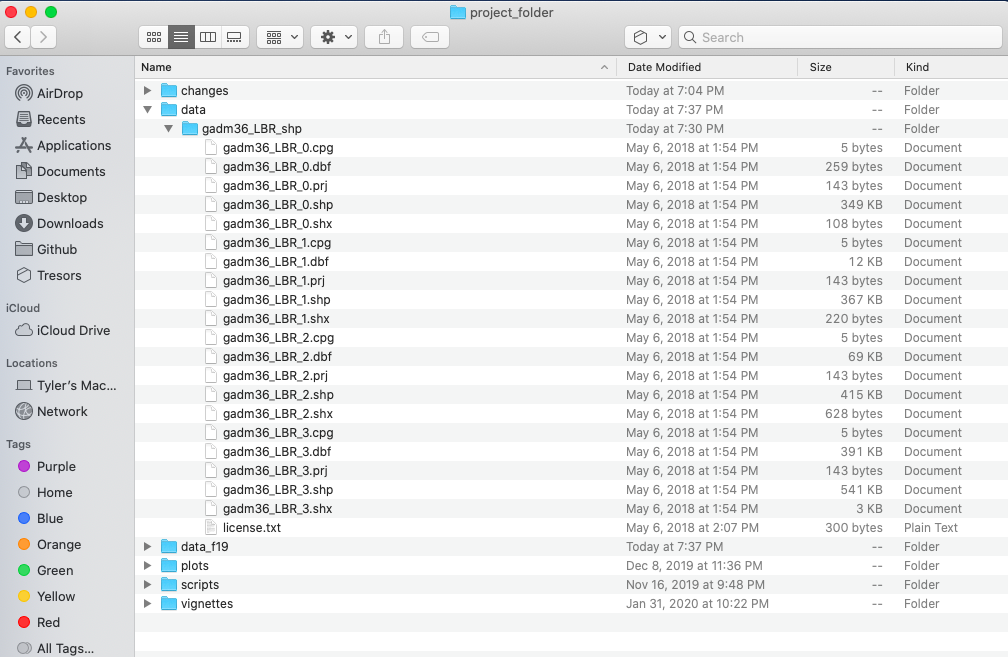 project_folder
Search
Favorites
AirDrop
Recents
Applications
Documents
Desktop
Downloads
Github
Tresors
iCloud
iCloud Drive
Locations
Tyler's Mac...
Network
Tags
Purple
Home
Blue
Orange
Green
Yellow
Red
All Tags...
Name Date Modified Size Kind
changes Today at 7:04 PM -- Folder
data Today at 7:37 PM -- Folder
gadm36_LBR_shp Today at 7:30 PM -- Folder
gadm36_LBR_0.cpg May 6, 2018 at 1:54 PM 5 bytes Document
gadm36_LBR_0.dbf May 6, 2018 at 1:54 PM 259 bytes Document
gadm36_LBR_0.prj May 6, 2018 at 1:54 PM 143 bytes Document
gadm36_LBR_0.shp May 6, 2018 at 1:54 PM 349 KB Document
gadm36_LBR_0.shx May 6, 2018 at 1:54 PM 108 bytes Document
gadm36_LBR_1.cpg May 6, 2018 at 1:54 PM 5 bytes Document
gadm36_LBR_1.dbf May 6, 2018 at 1:54 PM 12 KB Document
gadm36_LBR_1.prj May 6, 2018 at 1:54 PM 143 bytes Document
gadm36_LBR_1.shp May 6, 2018 at 1:54 PM 367 KB Document
gadm36_LBR_1.shx May 6, 2018 at 1:54 PM 220 bytes Document
gadm36_LBR_2.cpg May 6, 2018 at 1:54 PM 5 bytes Document
gadm36_LBR_2.dbf May 6, 2018 at 1:54 PM 69 KB Document
gadm36_LBR_2.prj May 6, 2018 at 1:54 PM 143 bytes Document
gadm36_LBR_2.shp May 6, 2018 at 1:54 PM 415 KB Document
gadm36_LBR_2.shx May 6, 2018 at 1:54 PM 628 bytes Document
gadm36_LBR_3.cpg May 6, 2018 at 1:54 PM 5 bytes Document
gadm36_LBR_3.dbf May 6, 2018 at 1:54 PM 391 KB Document
gadm36_LBR_3.prj May 6, 2018 at 1:54 PM 143 bytes Document
gadm36_LBR_3.shp May 6, 2018 at 1:54 PM 541 KB Document
gadm36_LBR_3.shx May 6, 2018 at 1:54 PM 3 KB Document
license.txt May 6, 2018 at 2:07 PM 300 bytes Plain Text
data_f19 Today at 7:37 PM -- Folder
plots Dec 8, 2019 at 11:36 PM -- Folder
scripts Nov 16, 2019 at 9:48 PM -- Folder
vignettes Jan 31, 2020 at 10:22 PM -- Folder